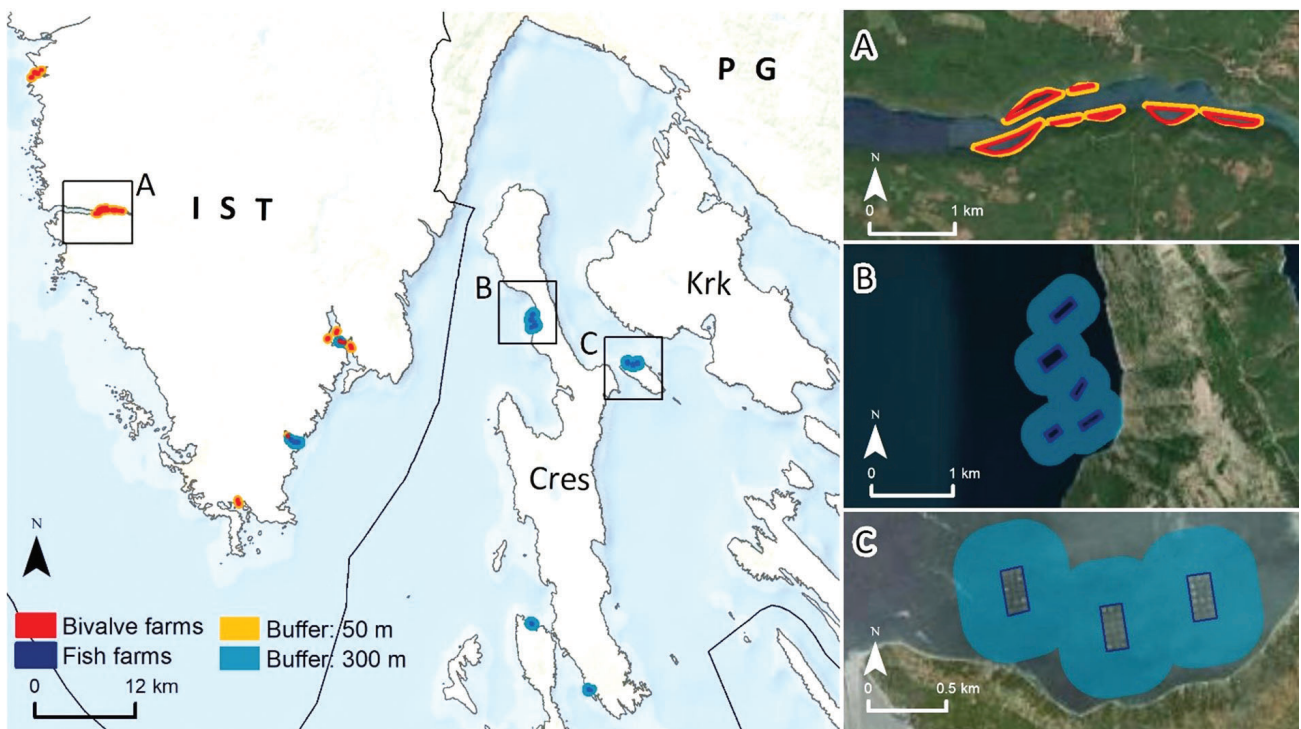 P G
A
I S T
B
Krk
C
Cres
N
Bivalve farms
Buffer: 50 m
Fish farms
Buffer: 300 m
0 12 km
A
N
0 1 km
B
N
0 1 km
C
N
0 0.5 km